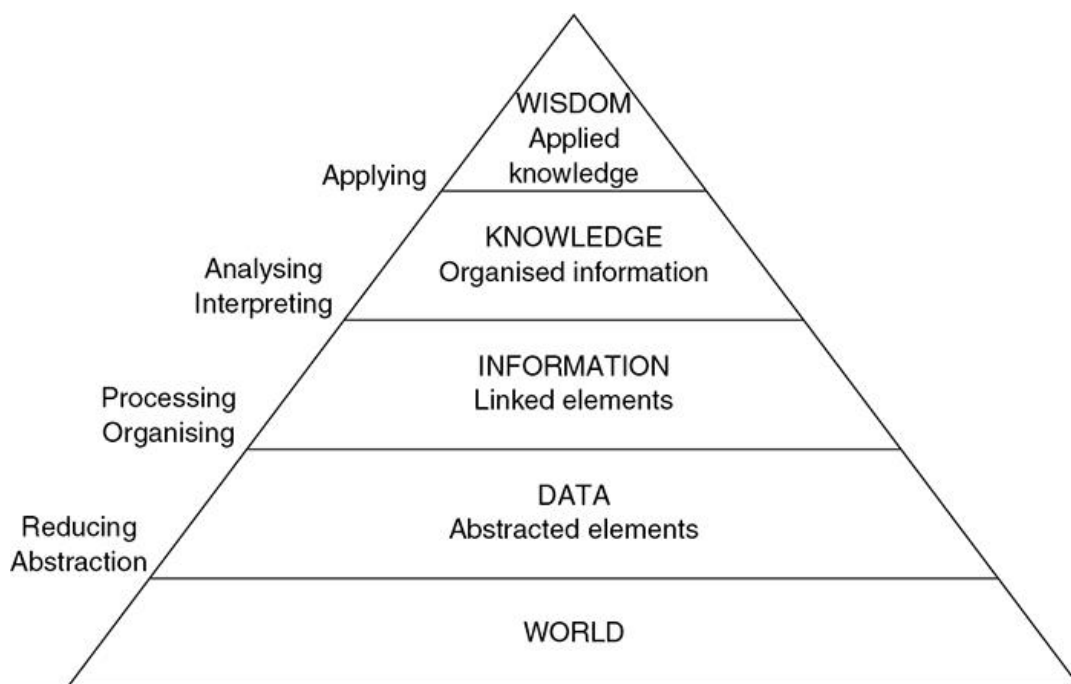 WISDOM
Applied
knowledge
Applying
KNOWLEDGE
Organised information
Analysing
Interpreting
INFORMATION
Linked elements
Processing
Organising
DATA
Abstracted elements
Reducing
Abstraction
WORLD